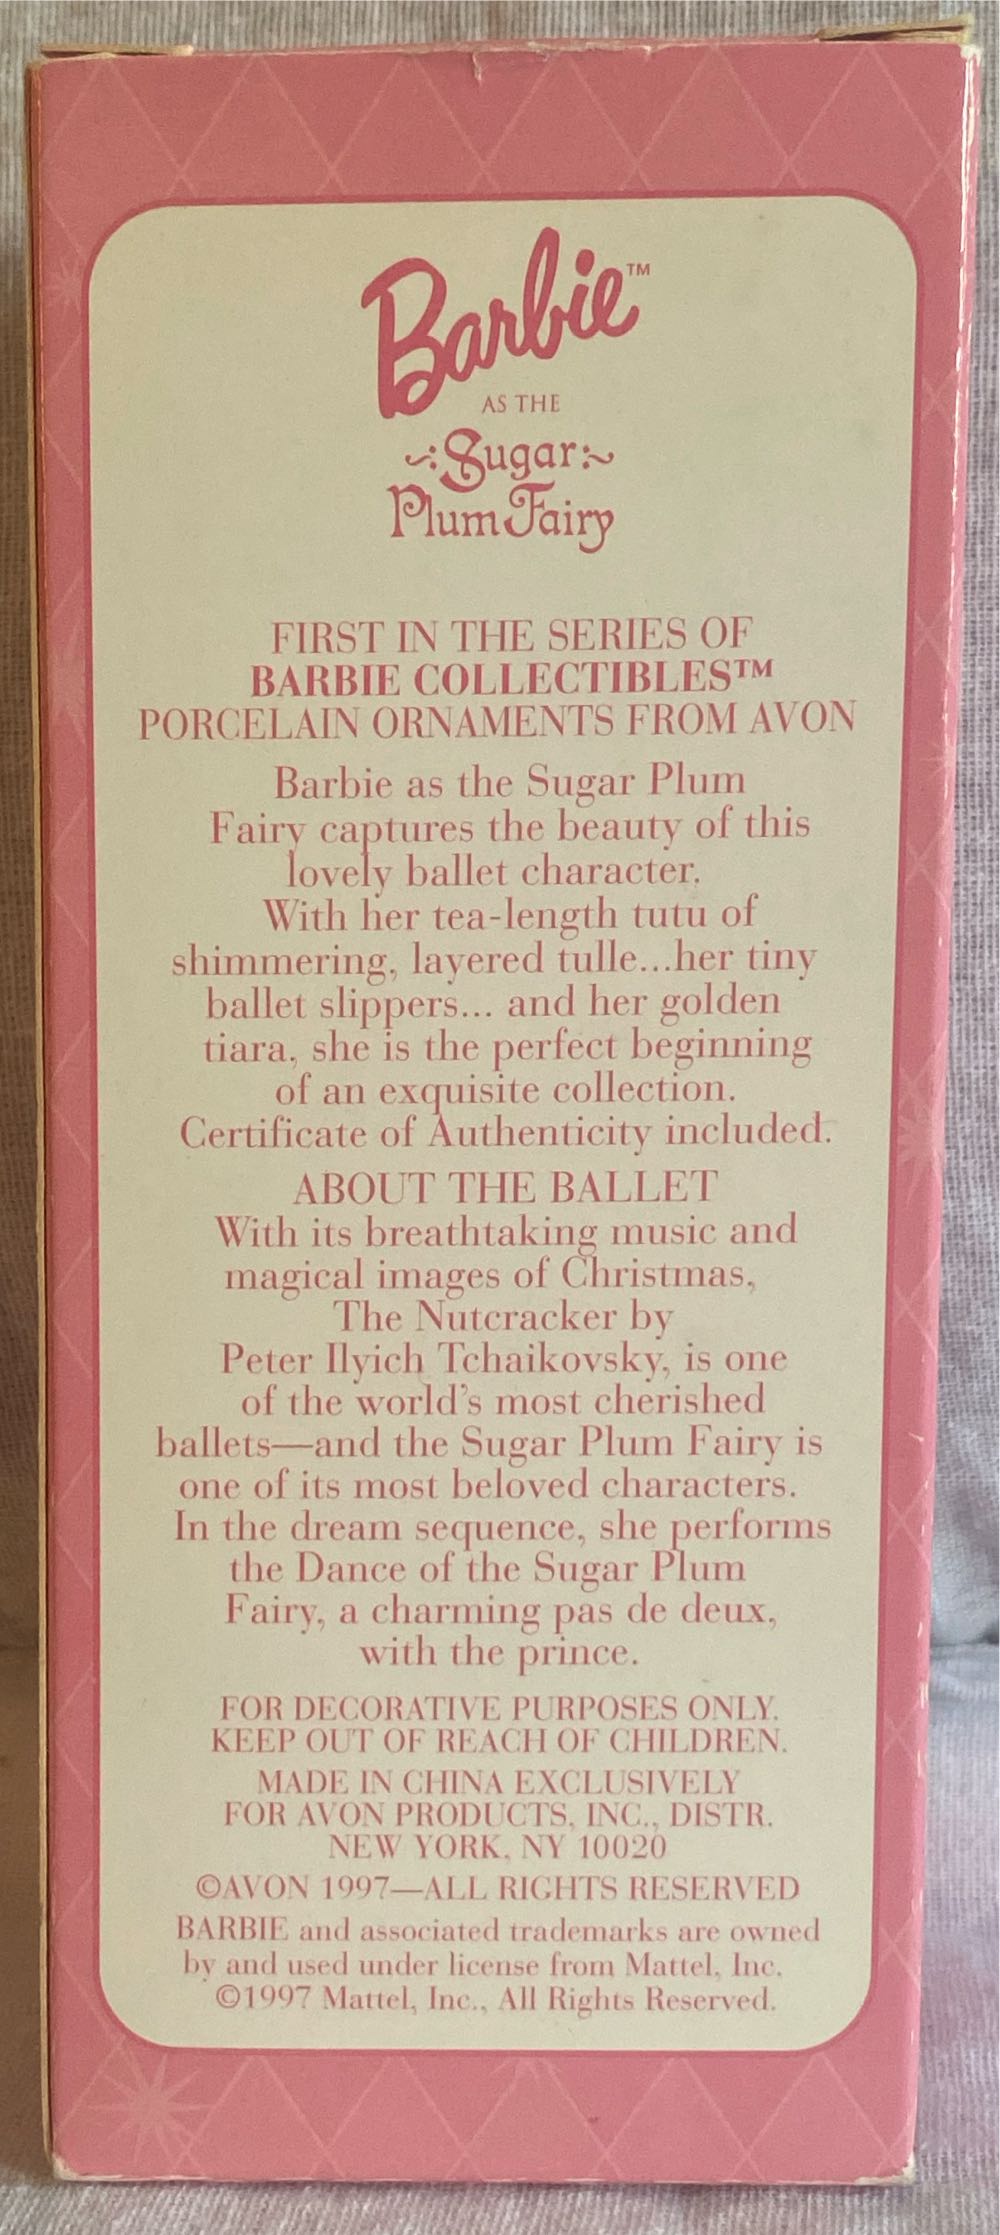 Barbie™
AS THE
Sugar
Plum Fairy
FIRST IN THE SERIES OF
BARBIE COLLECTIBLES™
PORCELAIN ORNAMENTS FROM AVON
Barbie as the Sugar Plum
Fairy captures the beauty of this
lovely ballet character.
With her tea-length tutu of
shimmering, layered tulle...her tiny
ballet slippers... and her golden
tiara, she is the perfect beginning
of an exquisite collection.
Certificate of Authenticity included.
ABOUT THE BALLET
With its breathtaking music and
magical images of Christmas,
The Nutcracker by
Peter Ilyich Tchaikovsky, is one
of the world's most cherished
ballets—and the Sugar Plum Fairy is
one of its most beloved characters.
In the dream sequence, she performs
the Dance of the Sugar Plum
Fairy, a charming pas de deux,
with the prince.
FOR DECORATIVE PURPOSES ONLY.
KEEP OUT OF REACH OF CHILDREN.
MADE IN CHINA EXCLUSIVELY
FOR AVON PRODUCTS, INC., DISTR.
NEW YORK, NY 10020
©AVON 1997—ALL RIGHTS RESERVED
BARBIE and associated trademarks are owned
by and used under license from Mattel, Inc.
©1997 Mattel, Inc., All Rights Reserved.